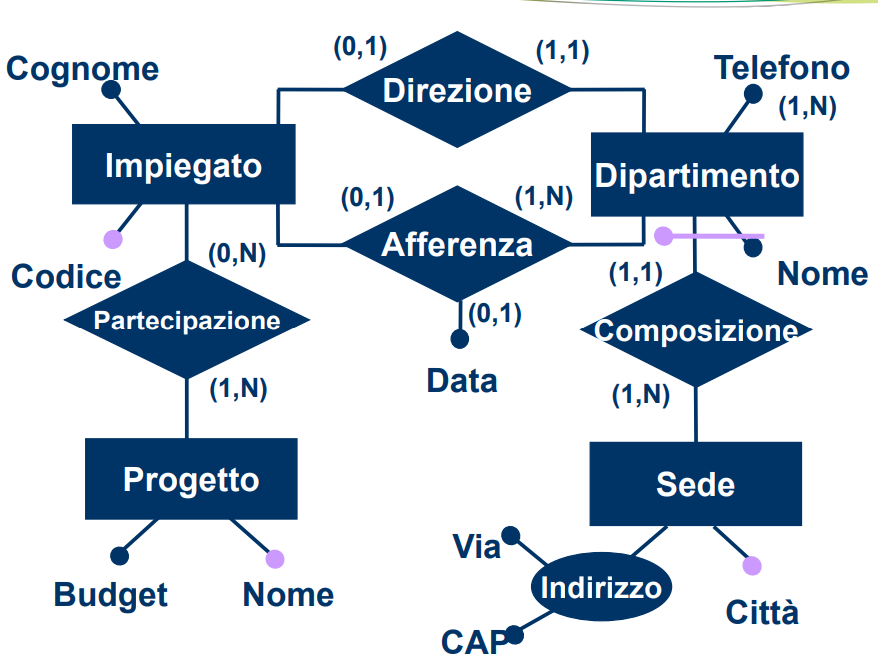 (0,1)
(1,1)
Cognome
Direzione
Telefono
(1,N)
Impiegato
Dipartimento
(0,1)
(1,N)
Afferenza
Codice
(0,N)
(1,1)
Nome
Partecipazione
(0,1)
Composizione
Data
(1,N)
(1,N)
Progetto
Sede
Via
Indirizzo
Budget
Nome
Città
CAP